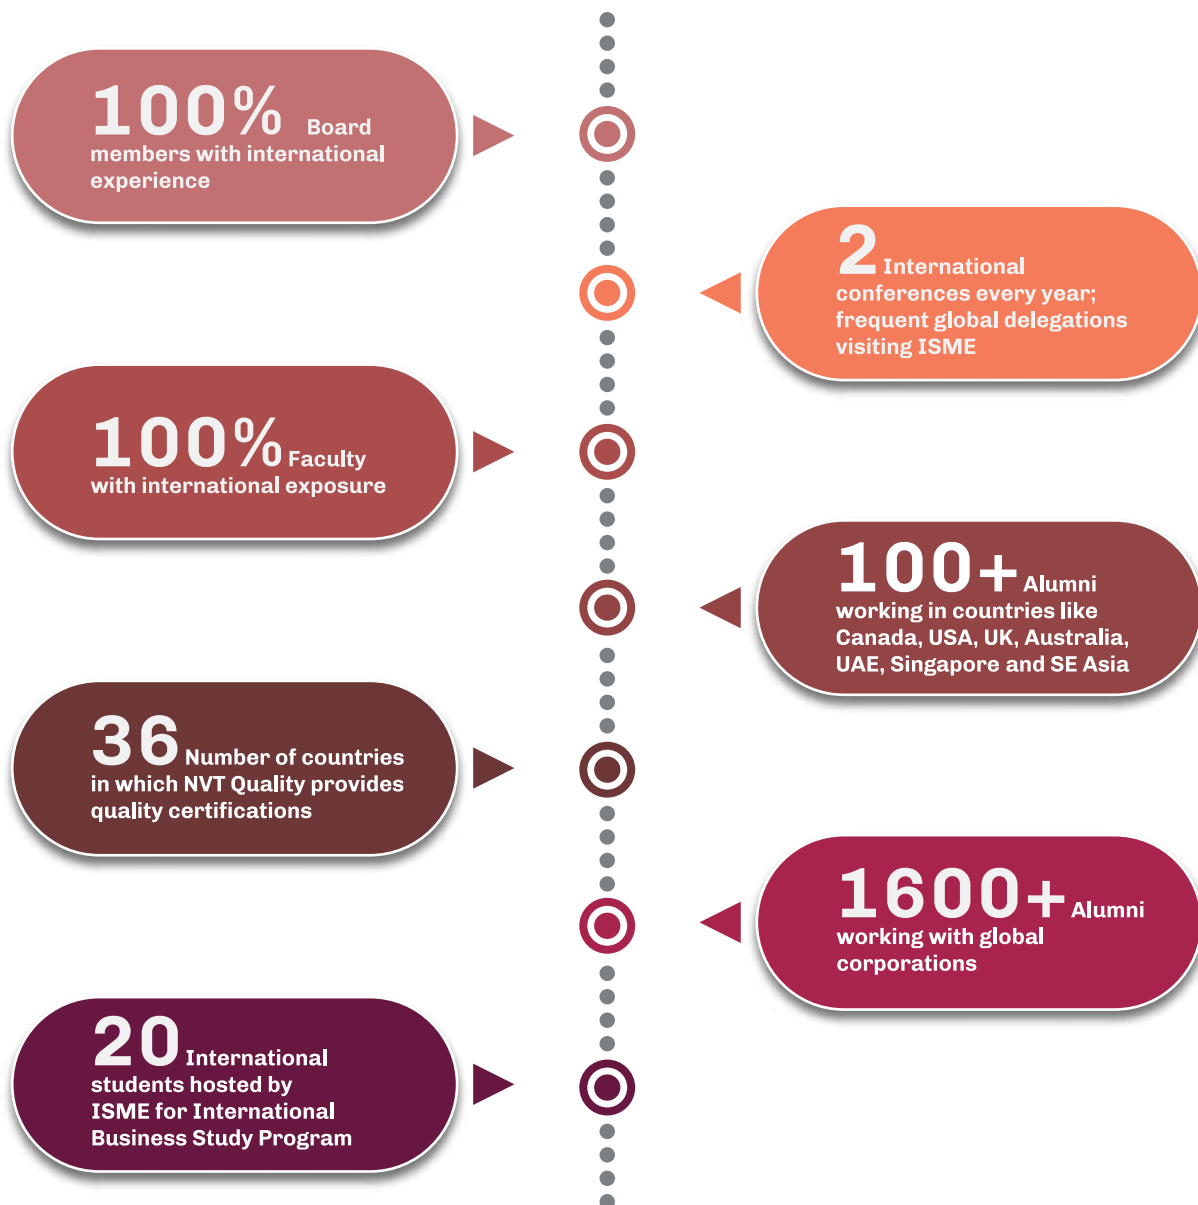 100% Board
members with international
experience
2 International
conferences every year;
frequent global delegations
visiting ISME
100% Faculty
with international exposure
100+ Alumni
working in countries like
Canada, USA, UK, Australia,
UAE, Singapore and SE Asia
36 Number of countries
in which NVT Quality provides
quality certifications
1600+ Alumni
working with global
corporations
20 International
students hosted by
ISME for International
Business Study Program